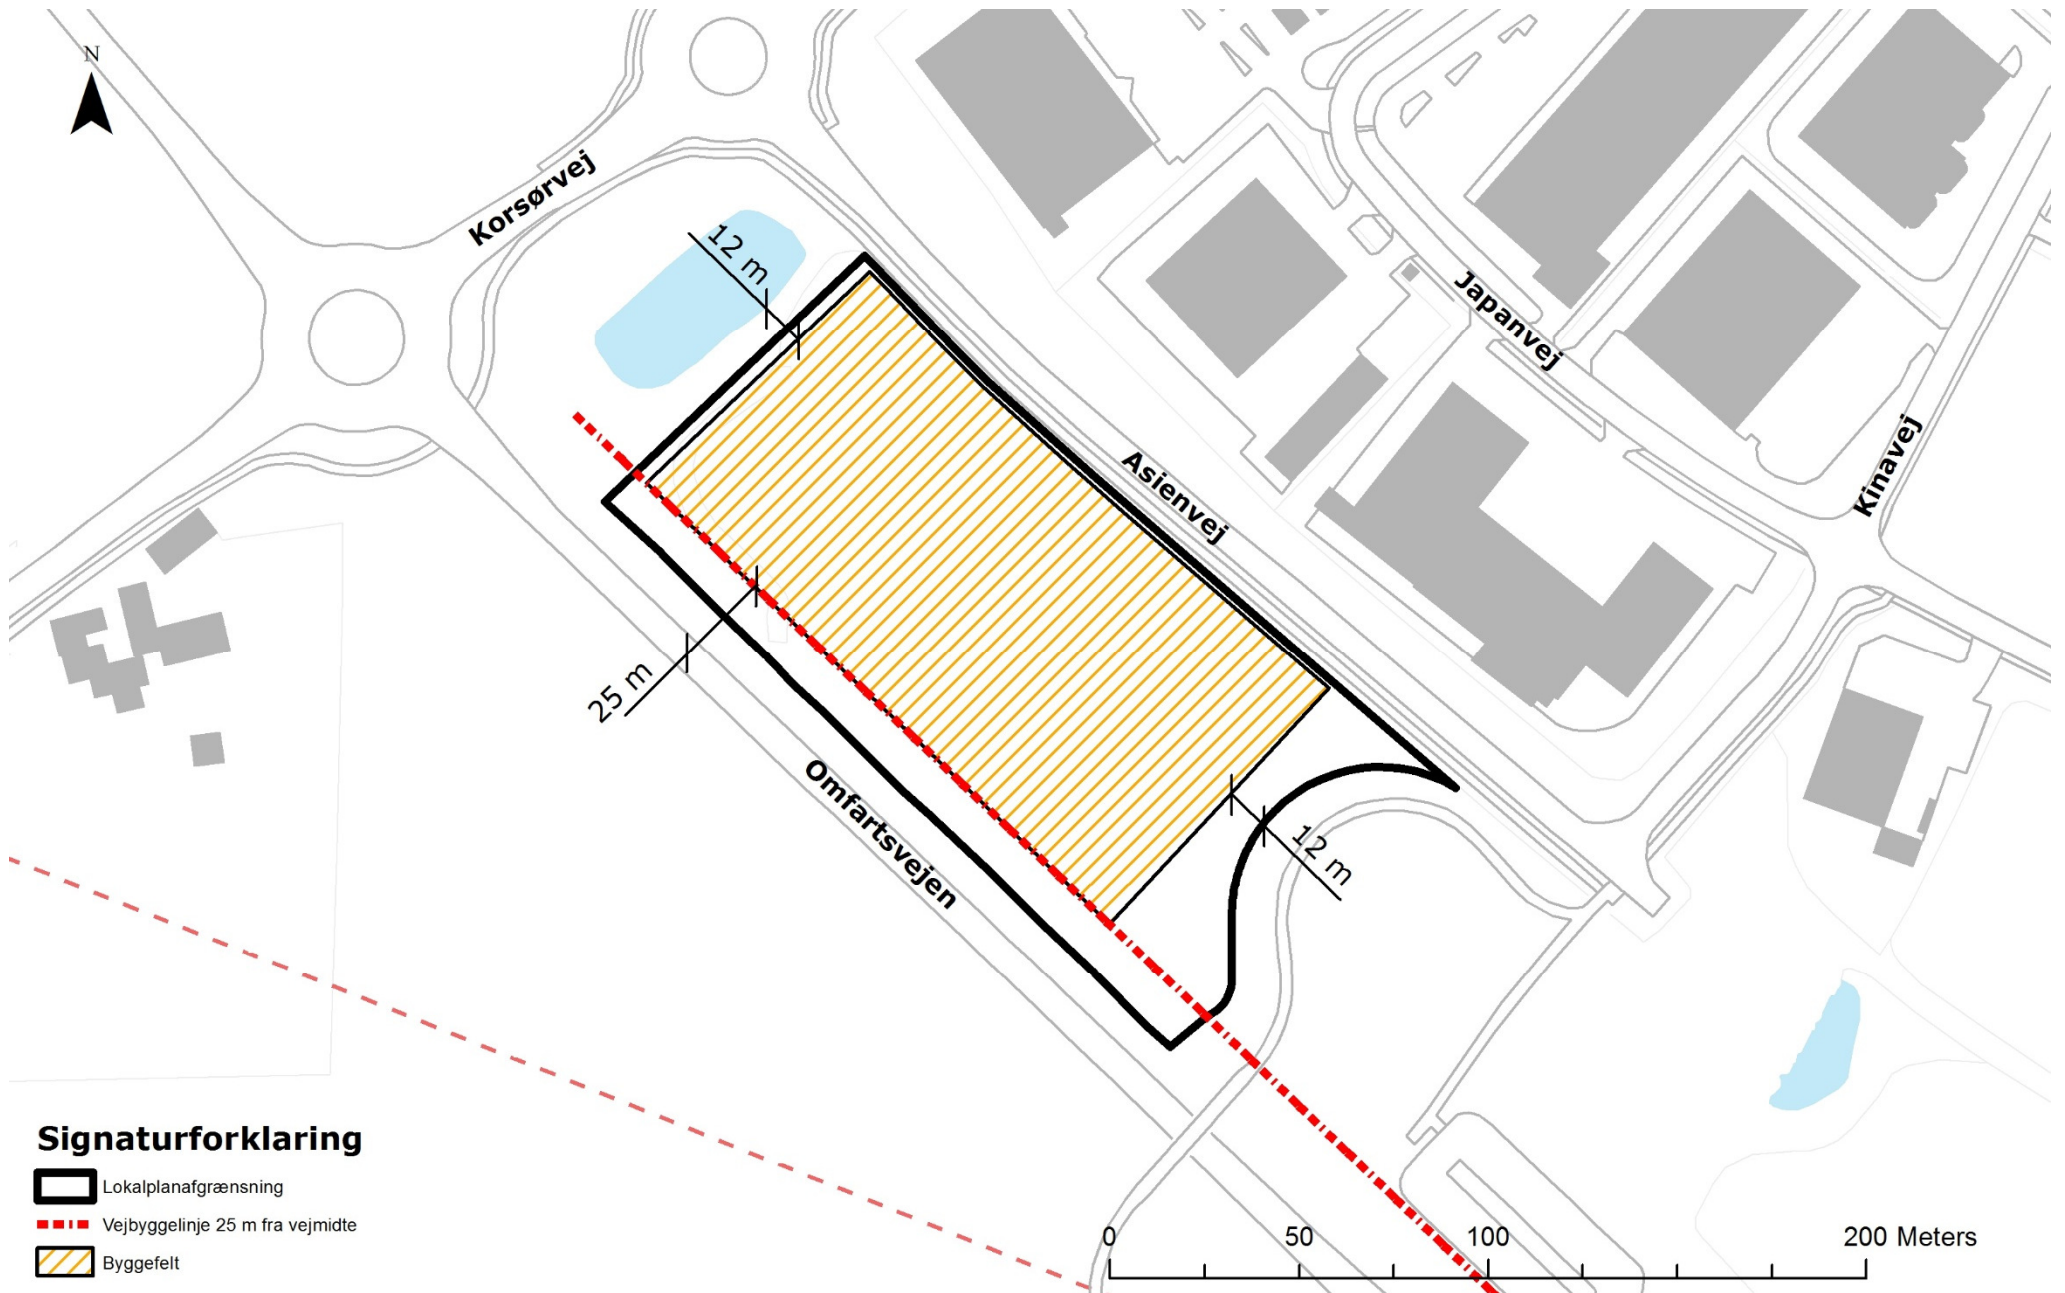 N
Korsørvej
12 m
Japanvej
Kinavej
Asienvej
25 m
Omfartsvejen
12 m
Signaturforklaring
Lokalplanafgrænsning
Vejbyggelinje 25 m fra vejmidte
Byggefelt
0 50 100 200 Meters